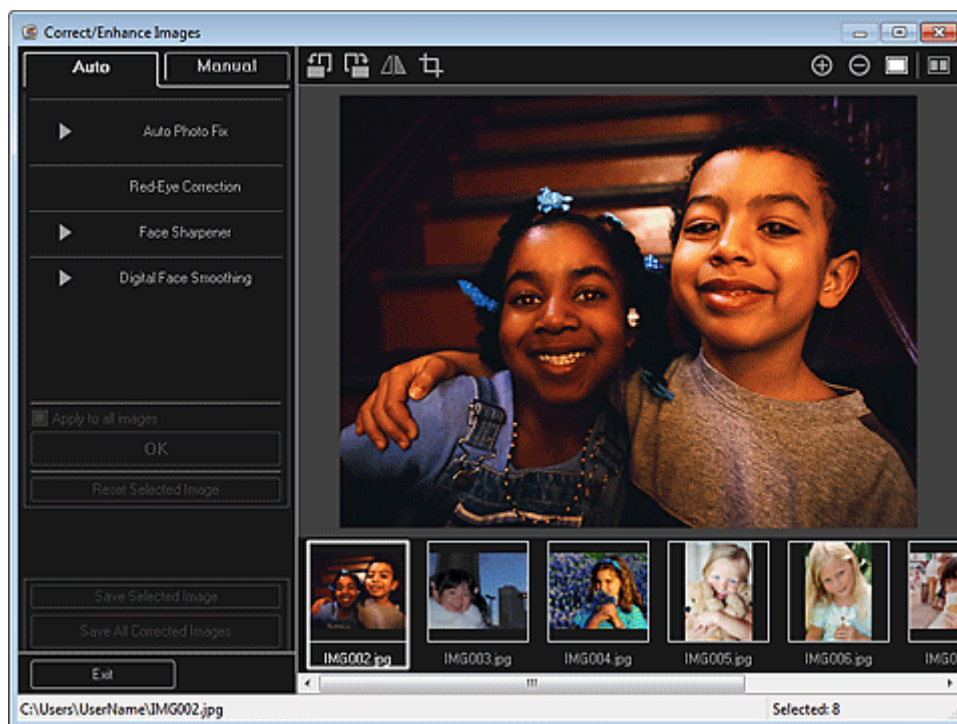 Correct/Enhance Images
Auto
Manual
Auto Photo Fix
Red-Eye Correction
Face Sharpener
Digital Face Smoothing
Apply to all images
OK
Reset Selected Image
Save Selected Image
Save All Corrected Images
Exit
IMG002.jpg
IMG003.jpg
IMG004.jpg
IMG005.jpg
IMG006.jpg
IMG0
C:\Users\UserName\IMG002.jpg
Selected: 8